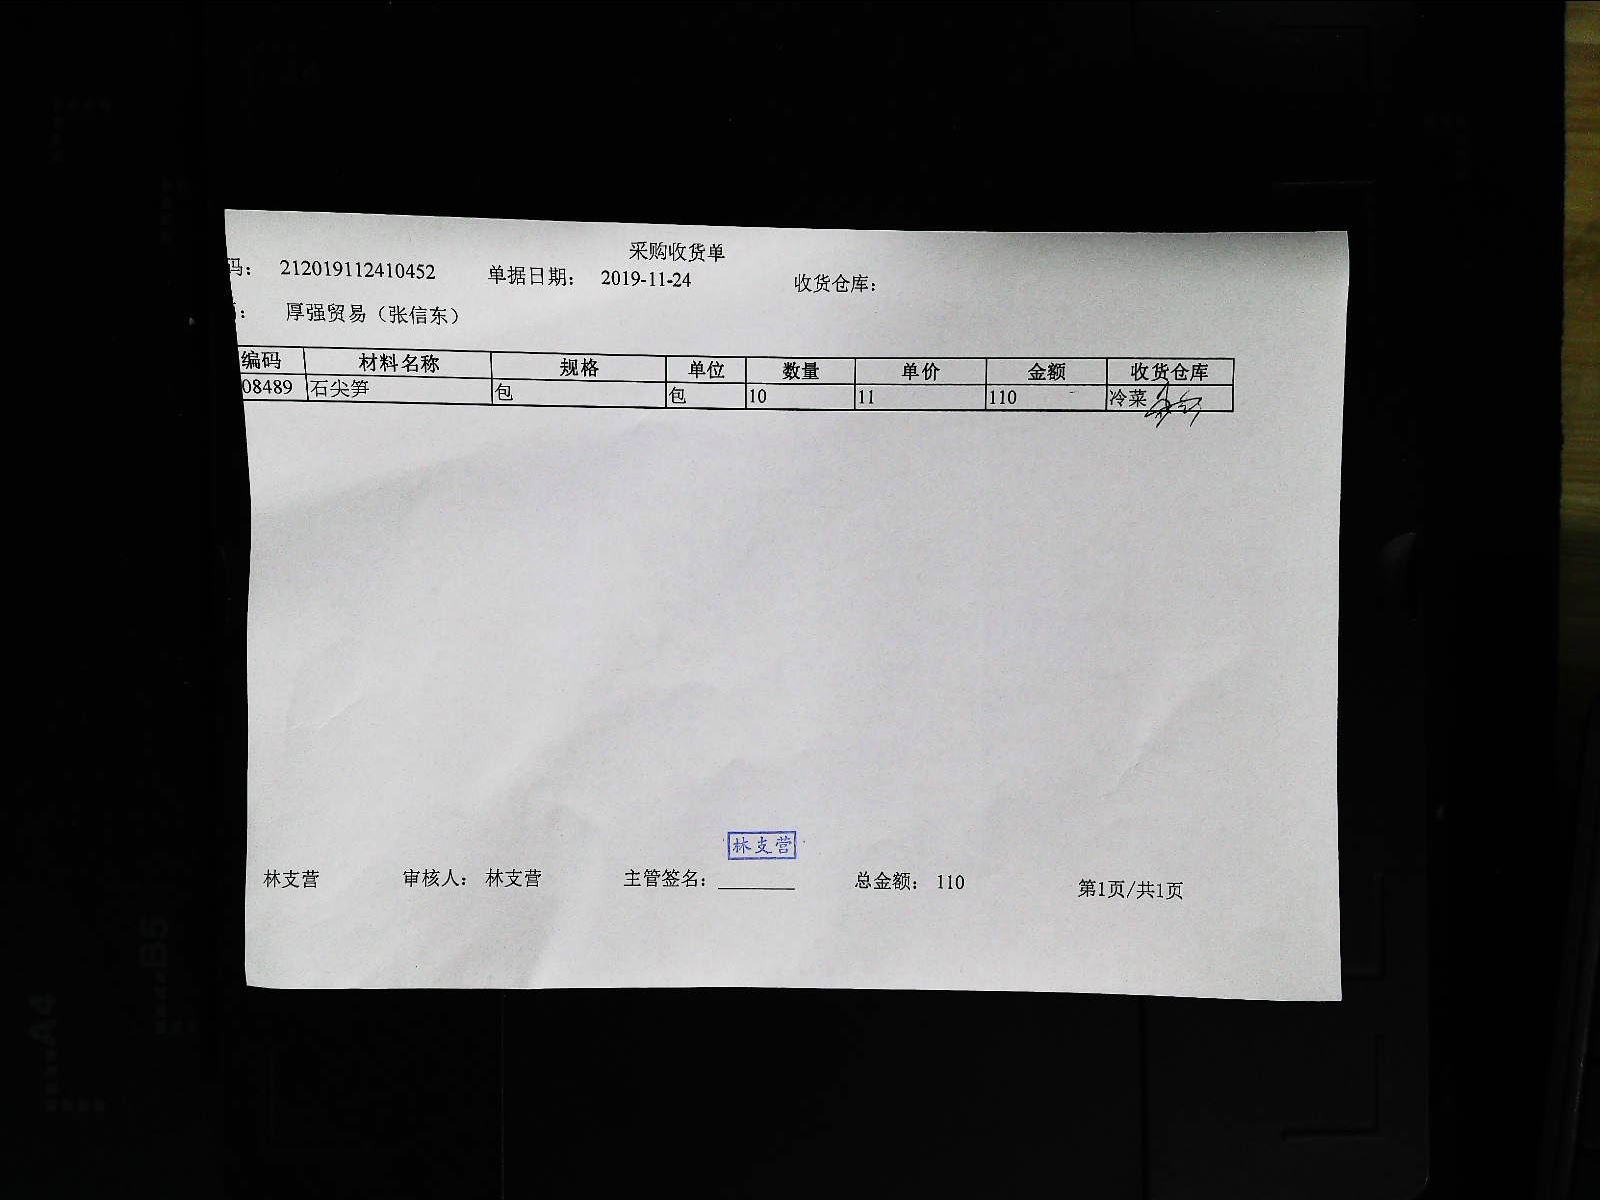 采购收货单
码： 212019112410452 单据日期： 2019-11-24 收货仓库：
： 厚强贸易（张信东）
编码 材料名称 规格 单位 数量 单价 金额 收货仓库
08489 石尖笋 包 包 10 11 110 冷菜
林支营
林支营 审核人： 林支营 主管签名： 总金额： 110 第1页/共1页
B5
A4